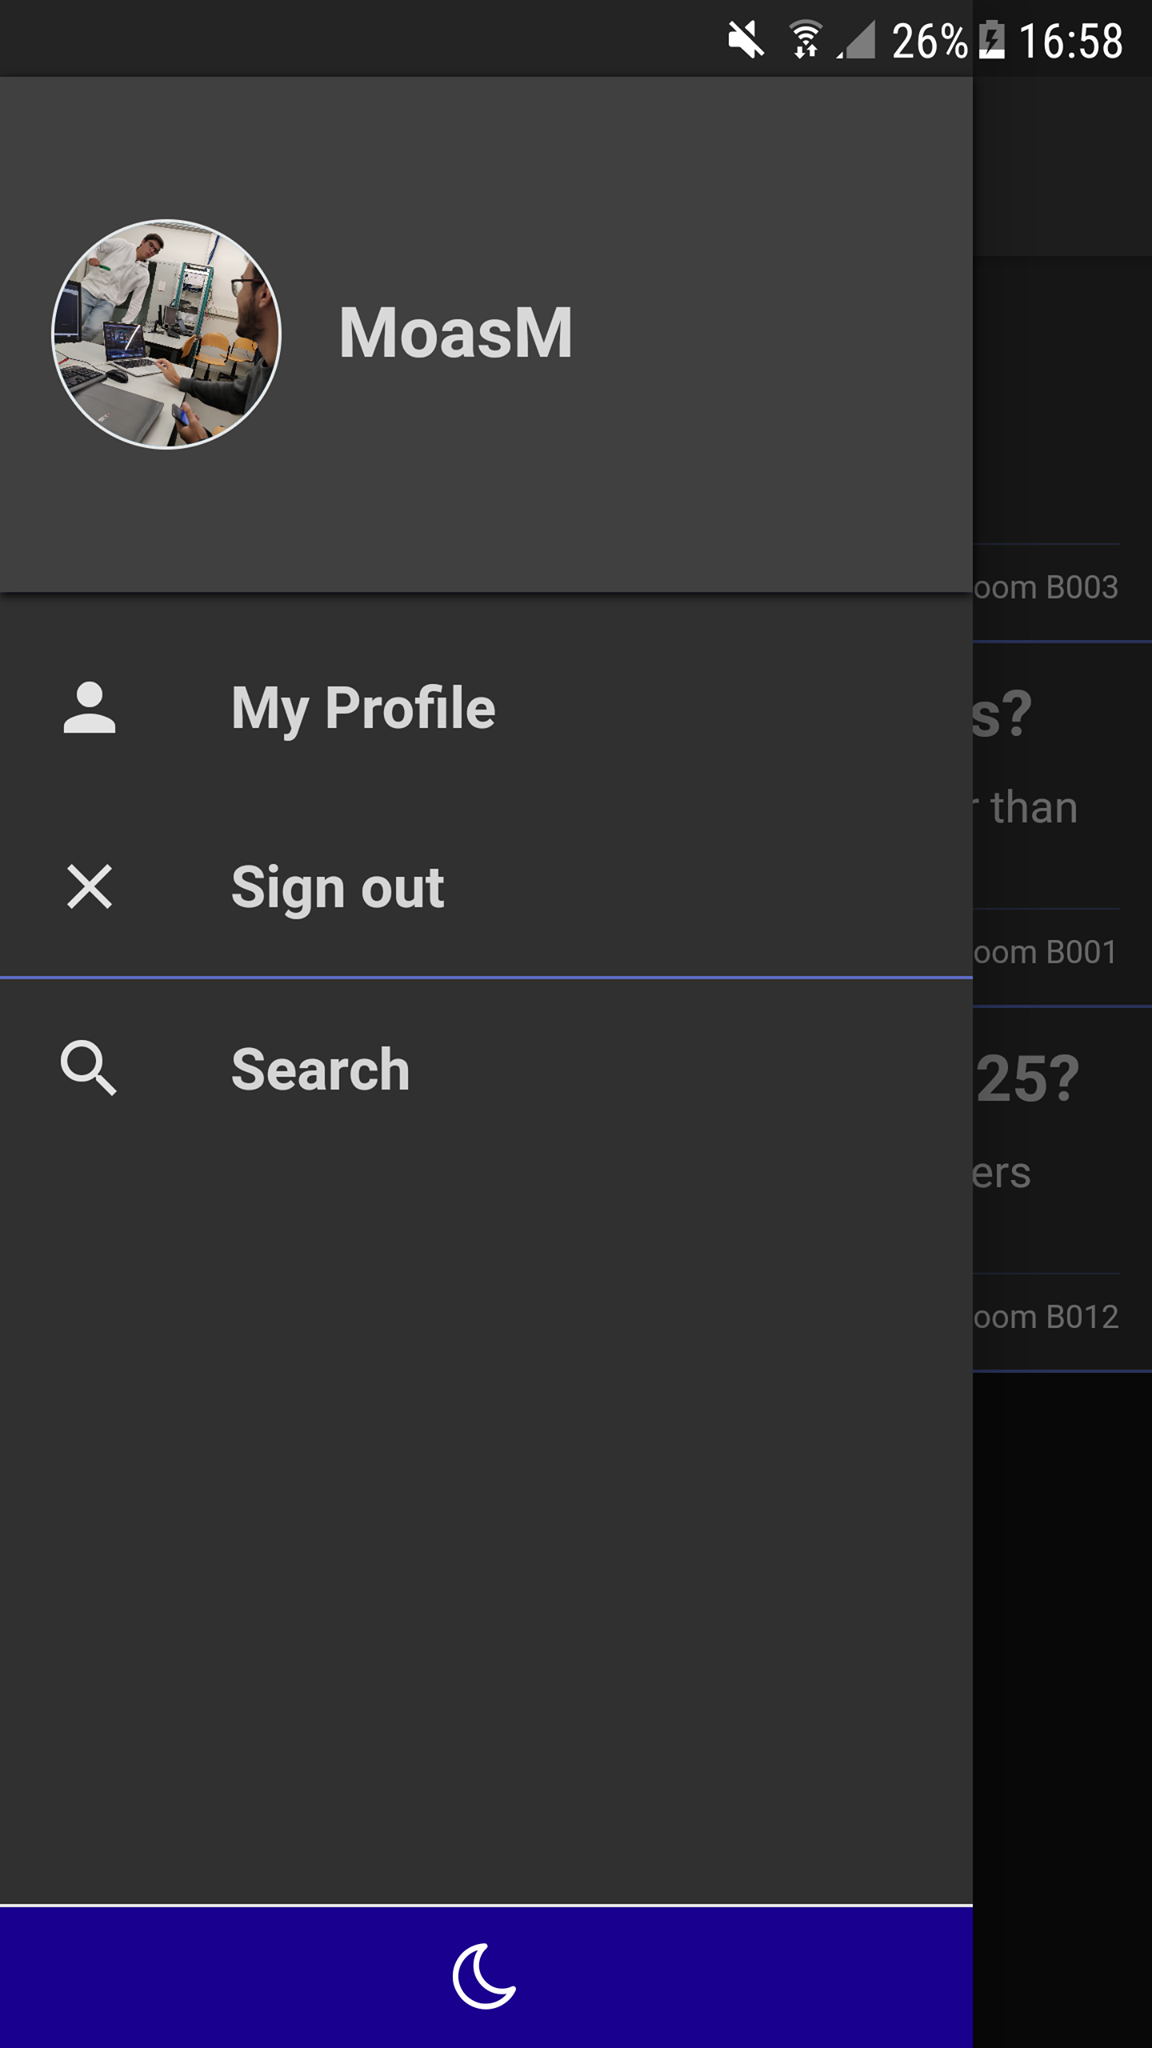 26% 16:58
MoasM
oom B003
My Profile
s?
than
Sign out
oom B001
Search
25?
ers
oom B012